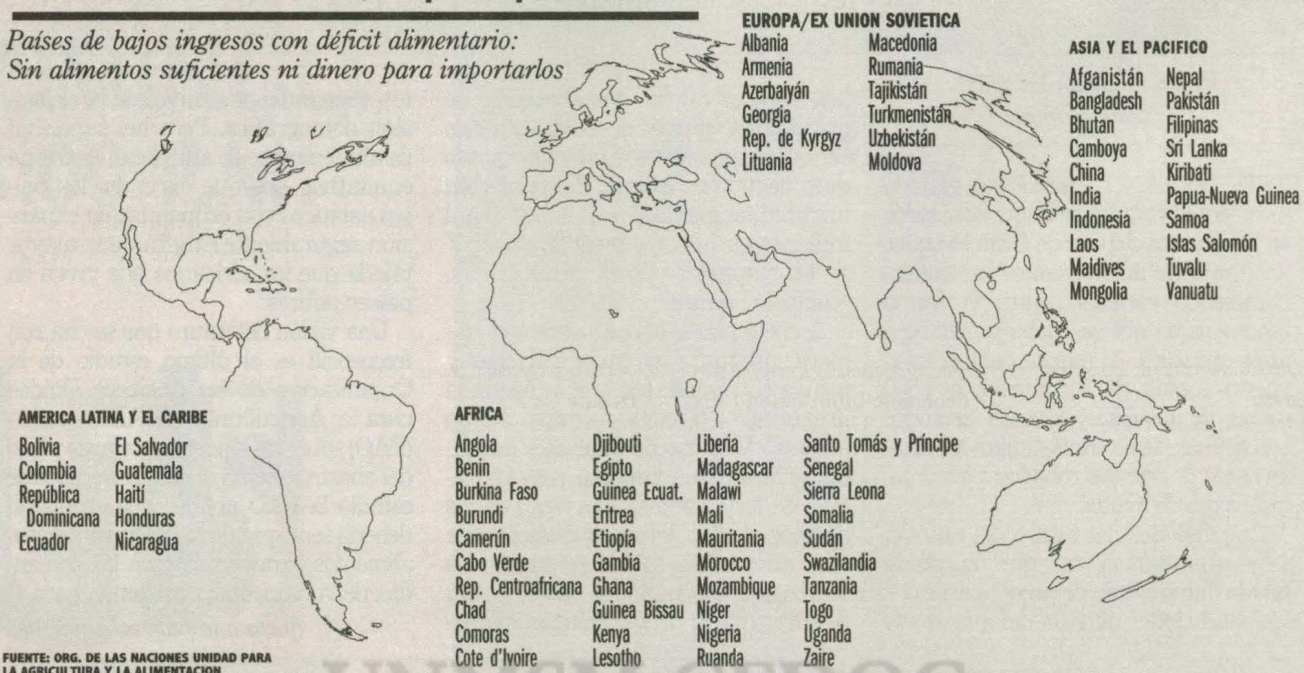 Países de bajos ingresos con déficit alimentario:
Sin alimentos suficientes ni dinero para importarlos
EUROPA/EX UNION SOVIETICA
Albania
Armenia
Azerbaiyán
Georgia
Rep. de Kyrgyz
Lituania
Macedonia
Rumania
Tajikistán
Turkmenistán
Uzbekistán
Moldova
ASIA Y EL PACIFICO
Afganistán
Bangladesh
Bhutan
Camboya
China
India
Indonesia
Laos
Maldives
Mongolia
Nepal
Pakistán
Filipinas
Sri Lanka
Kiribati
Papua-Nueva Guinea
Samoa
Islas Salomón
Tuvalu
Vanuatu
AMERICA LATINA Y EL CARIBE
Bolivia
Colombia
República
Dominicana
Ecuador
El Salvador
Guatemala
Haití
Honduras
Nicaragua
AFRICA
Angola
Benin
Burkina Faso
Burundi
Camerún
Cabo Verde
Rep. Centroafricana
Chad
Comoras
Cote d'Ivoire
Djibouti
Egipto
Guinea Ecuat.
Eritrea
Etiopía
Gambia
Ghana
Guinea Bissau
Kenya
Lesotho
Liberia
Madagascar
Malawi
Mali
Mauritania
Morocco
Mozambique
Níger
Nigeria
Ruanda
Santo Tomás y Príncipe
Senegal
Sierra Leona
Somalia
Sudán
Swazilandia
Tanzania
Togo
Uganda
Zaire
FUENTE: ORG. DE LAS NACIONES UNIDAD PARA
LA AGRICULTURA Y LA ALIMENTACION